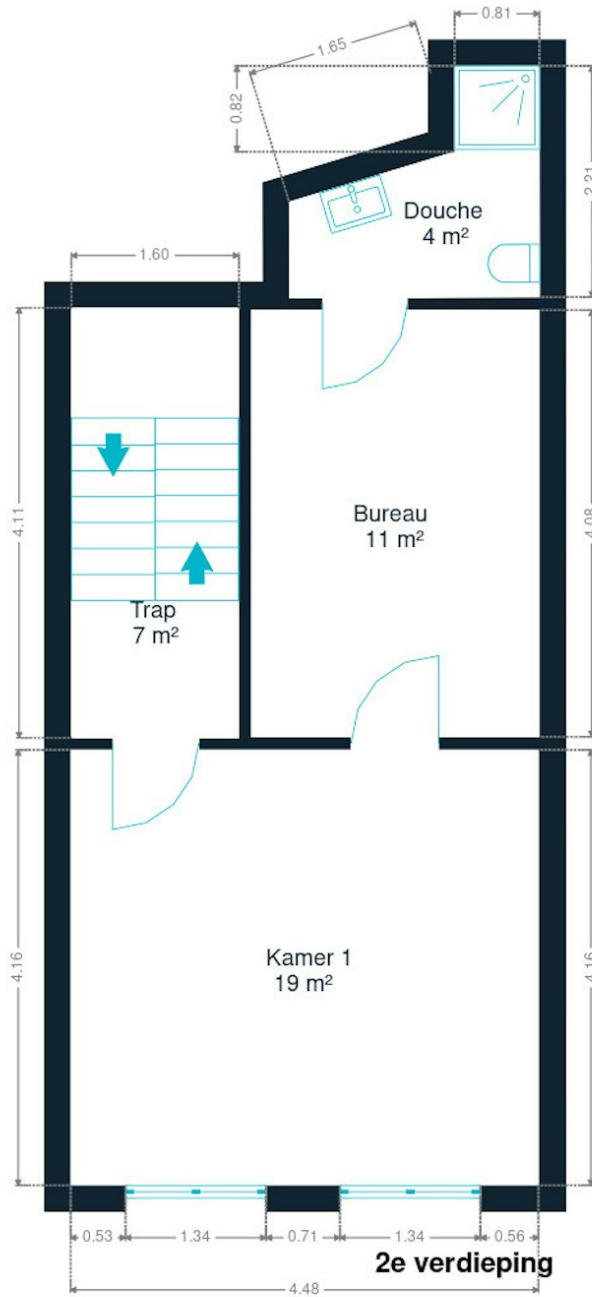 0.81
1.65
0.82
2.21
Douche
4 m²
1.60
4.11
4.08
Bureau
11 m²
Trap
7 m²
4.16
4.16
Kamer 1
19 m²
0.53 1.34 0.71 1.34 0.56
2e verdieping
4.48